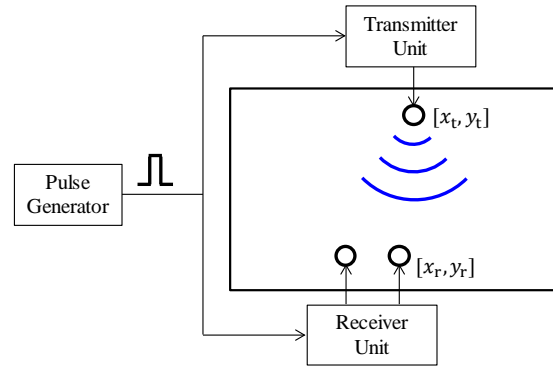 Transmitter
Unit
[x_t, y_t]
Pulse
Generator
[x_r, y_r]
Receiver
Unit